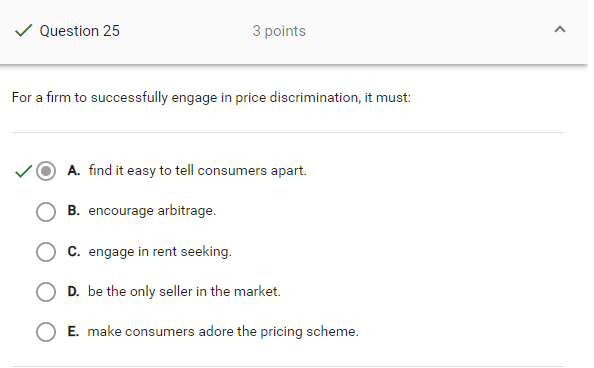 Question 25 3 points
For a firm to successfully engage in price discrimination, it must:
A. find it easy to tell consumers apart.
B. encourage arbitrage.
C. engage in rent seeking.
D. be the only seller in the market.
E. make consumers adore the pricing scheme.